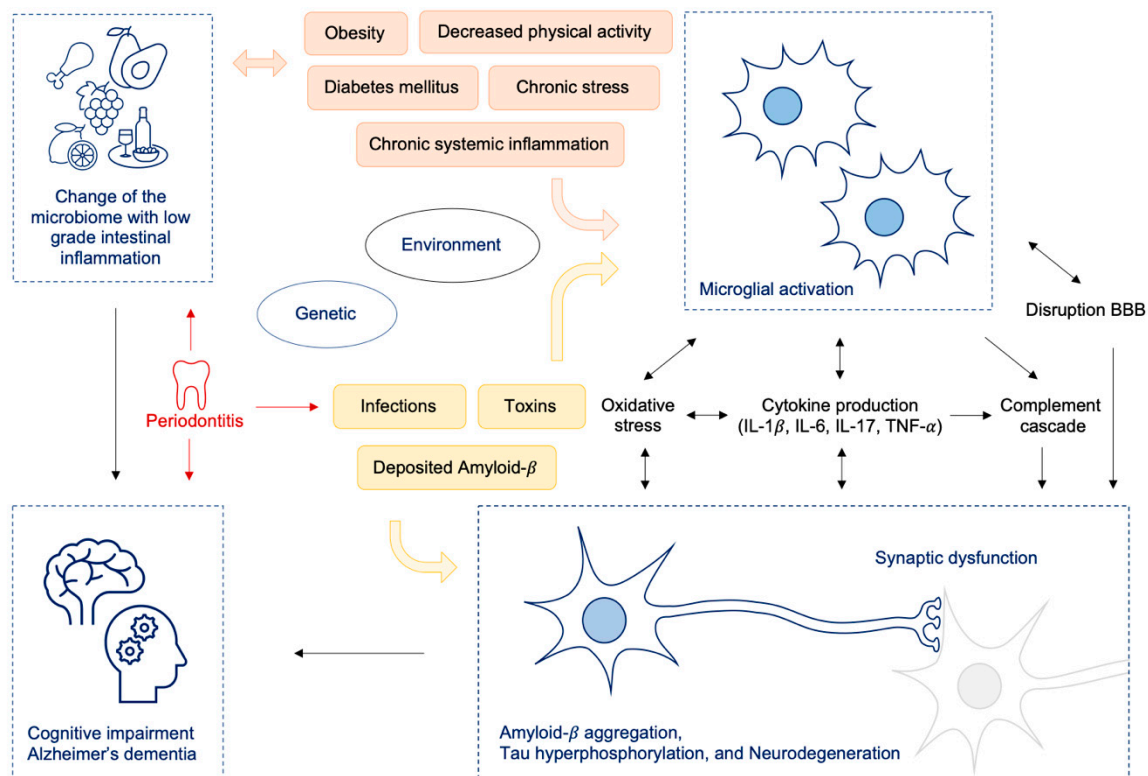 Obesity
Decreased physical activity
Diabetes mellitus
Chronic stress
Chronic systemic inflammation
Change of the
microbiome with low
grade intestinal
inflammation
Environment
Genetic
Microglial activation
Disruption BBB
Periodontitis
Infections
Toxins
Deposited Amyloid-β
Oxidative
stress
Cytokine production
(IL-1β, IL-6, IL-17, TNF-α)
Complement
cascade
Synaptic dysfunction
Cognitive impairment
Alzheimer's dementia
Amyloid-β aggregation,
Tau hyperphosphorylation, and Neurodegeneration